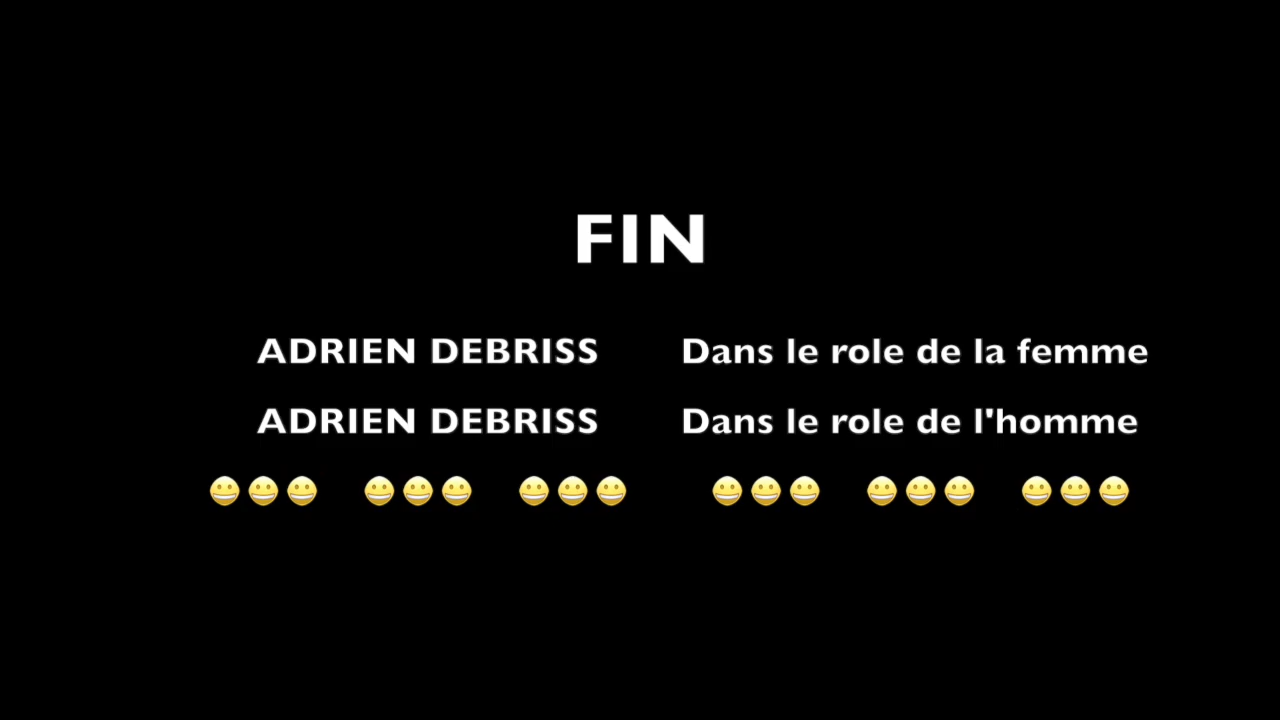 FIN
ADRIEN DEBRISS Dans le role de la femme
ADRIEN DEBRISS Dans le role de l'homme
😀😀😀 😀😀😀 😀😀😀 😀😀😀 😀😀😀 😀😀😀